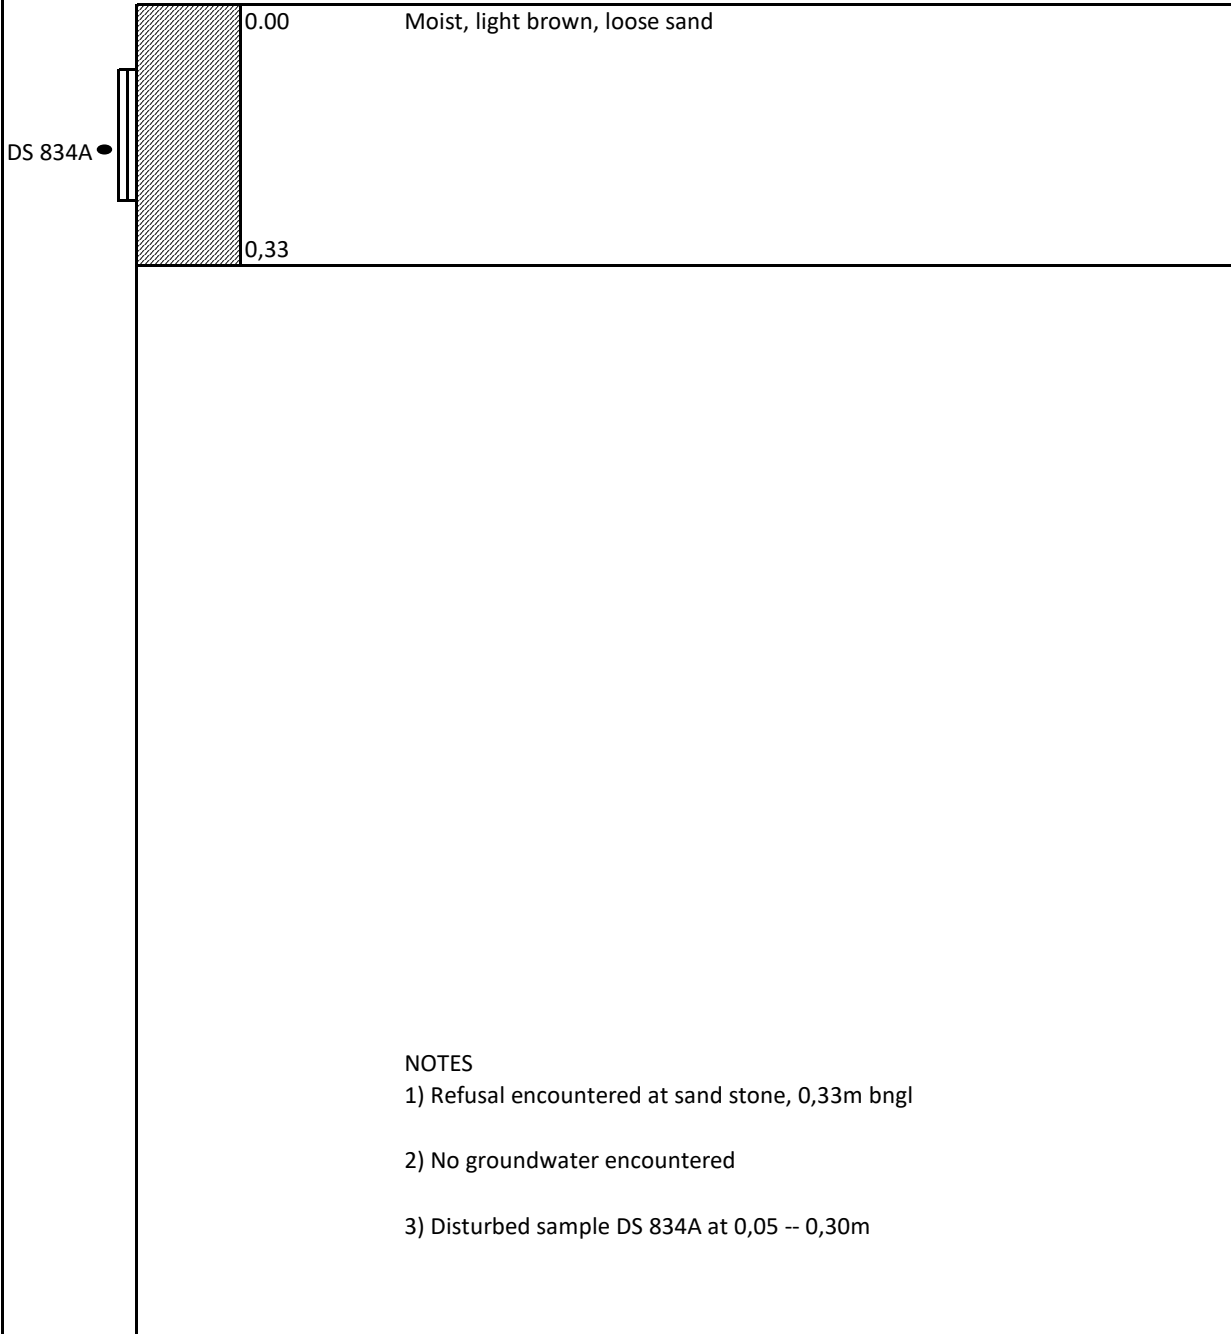 0.00 Moist, light brown, loose sand
DS 834A
0,33
NOTES
1) Refusal encountered at sand stone, 0,33m bngl
2) No groundwater encountered
3) Disturbed sample DS 834A at 0,05 -- 0,30m